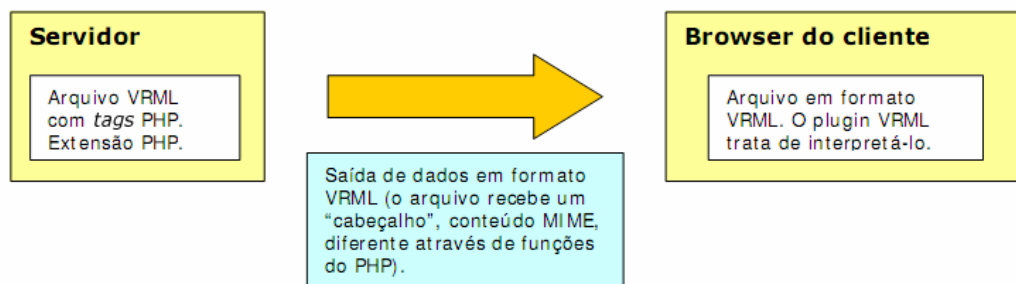 Servidor
Arquivo VRML
com tags PHP.
Extensão PHP.
Saída de dados em formato
VRML (o arquivo recebe um
“cabeçalho”, conteúdo MIME,
diferente através de funções
do PHP).
Browser do cliente
Arquivo em formato
VRML. O plugin VRML
trata de interpretá-lo.